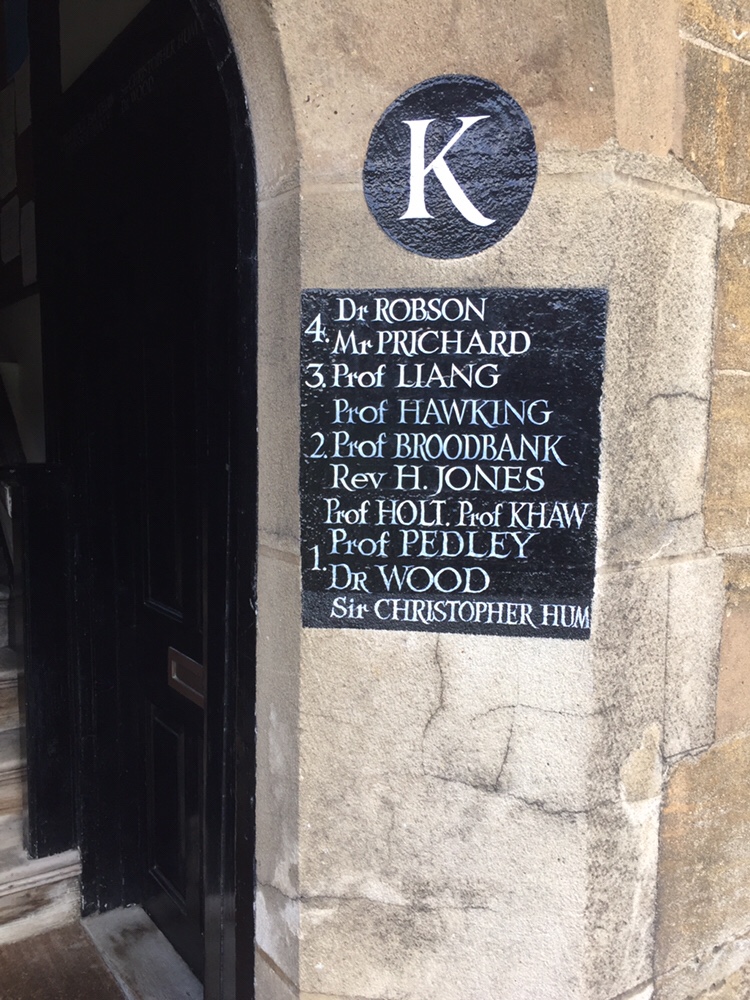 K
Dr ROBSON
4. Mr PRICHARD
3. Prof LIANG
Prof HAWKING
2. Prof BROODBANK
Rev H. JONES
Prof HOLT. Prof KHAW
Prof PEDLEY
1. DR WOOD
Sir CHRISTOPHER HUM